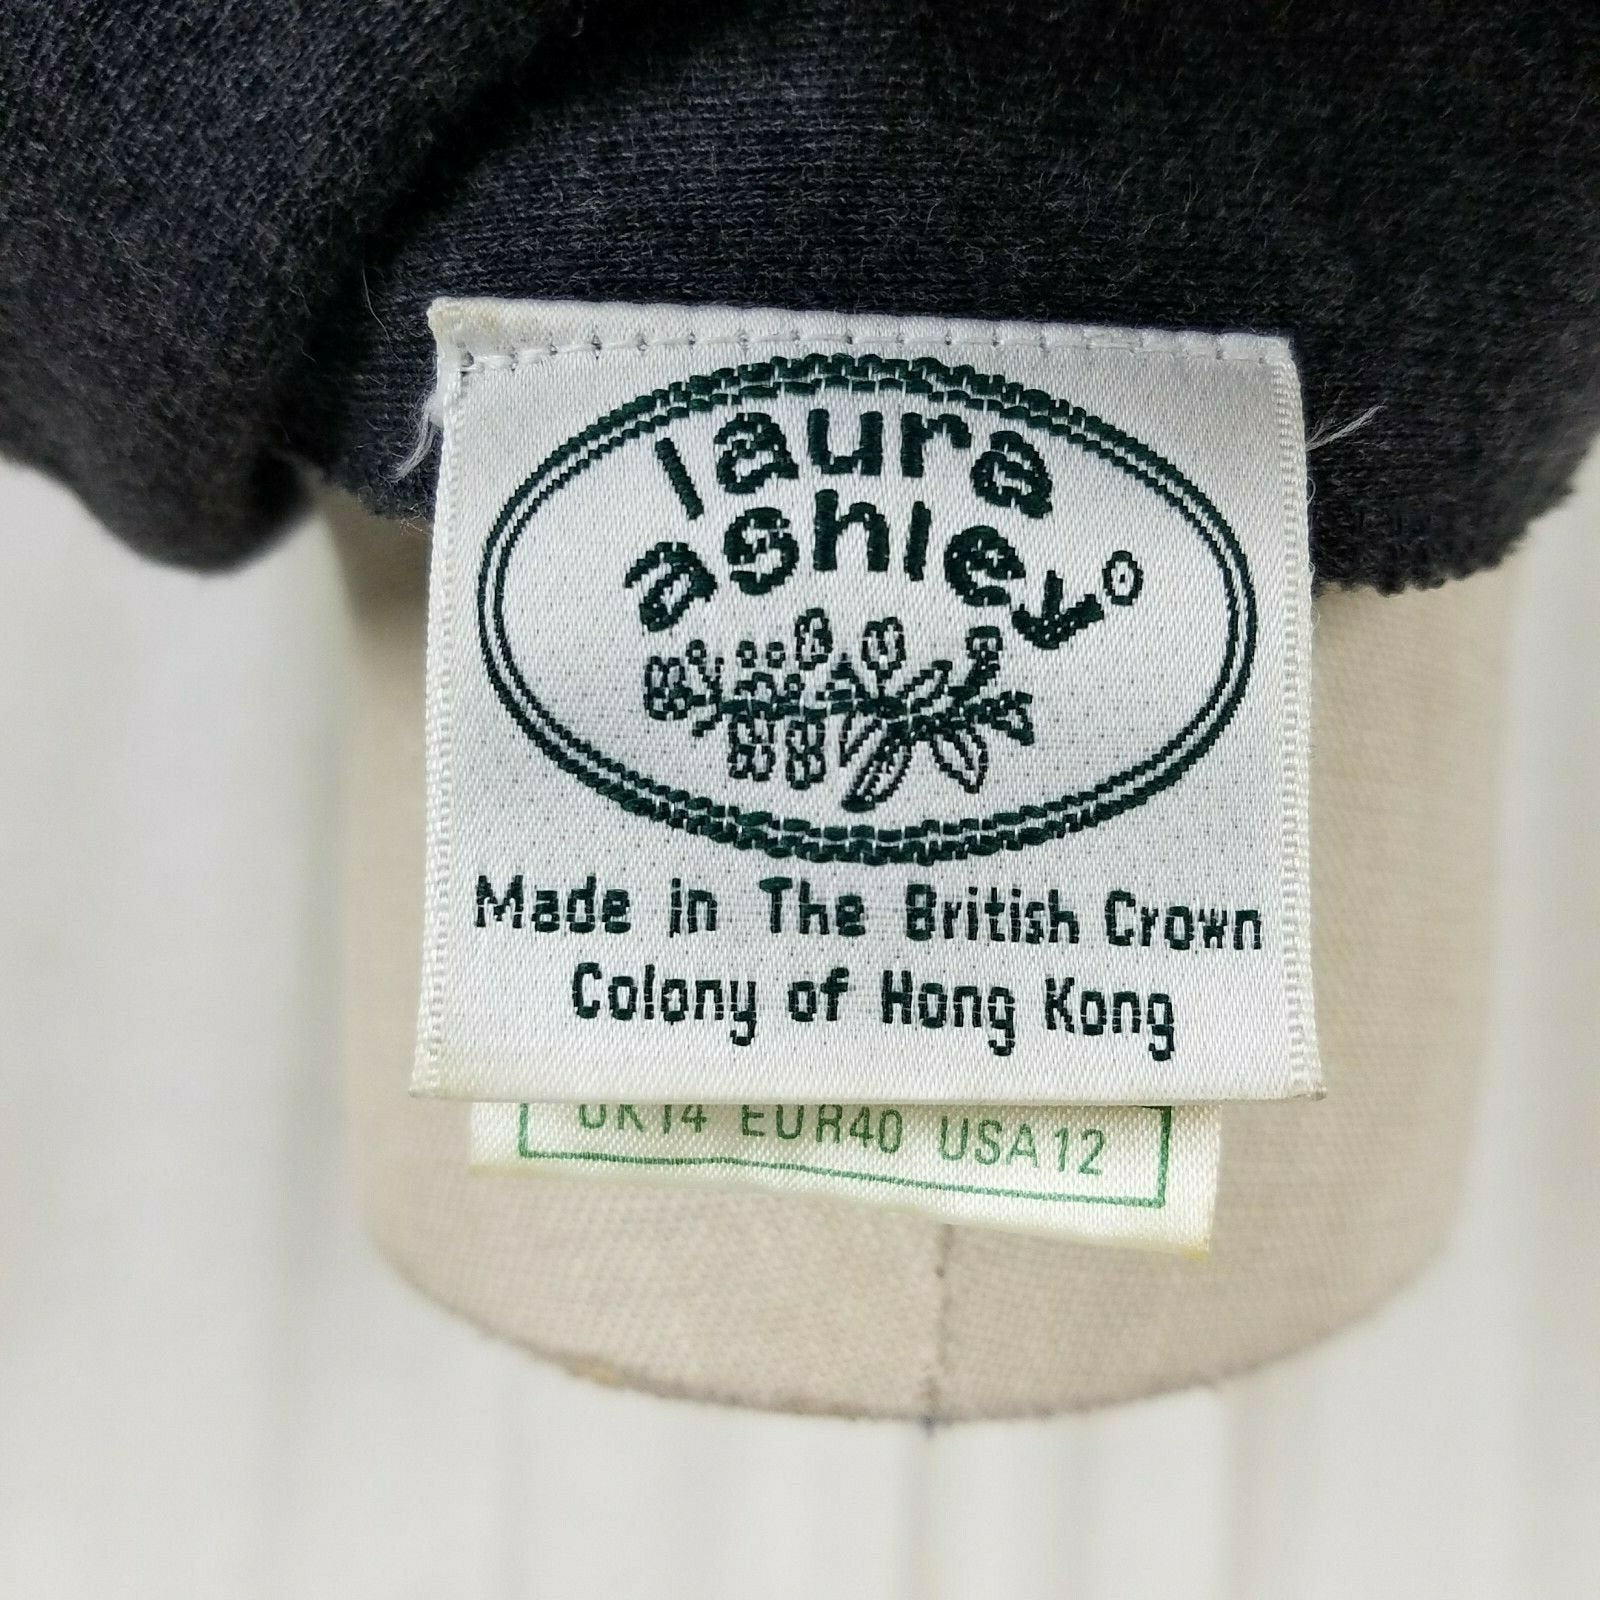 laura
ashley
Made in The British Crown
Colony of Hong Kong
UK14 EUR40 USA12